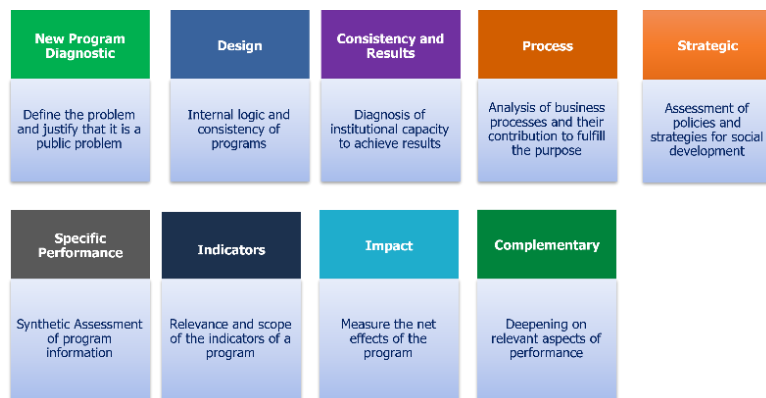 New Program
Diagnostic
Define the problem
and justify that it is a
public problem
Design
Internal logic and
consistency of
programs
Consistency and
Results
Diagnosis of
institutional capacity
to achieve results
Process
Analysis of business
processes and their
contribution to fulfill
the purpose
Strategic
Assessment of
policies and
strategies for social
development
Specific
Performance
Synthetic Assessment
of program
information
Indicators
Relevance and scope
of the indicators of a
program
Impact
Measure the net
effects of the
program
Complementary
Deepening on
relevant aspects of
performance